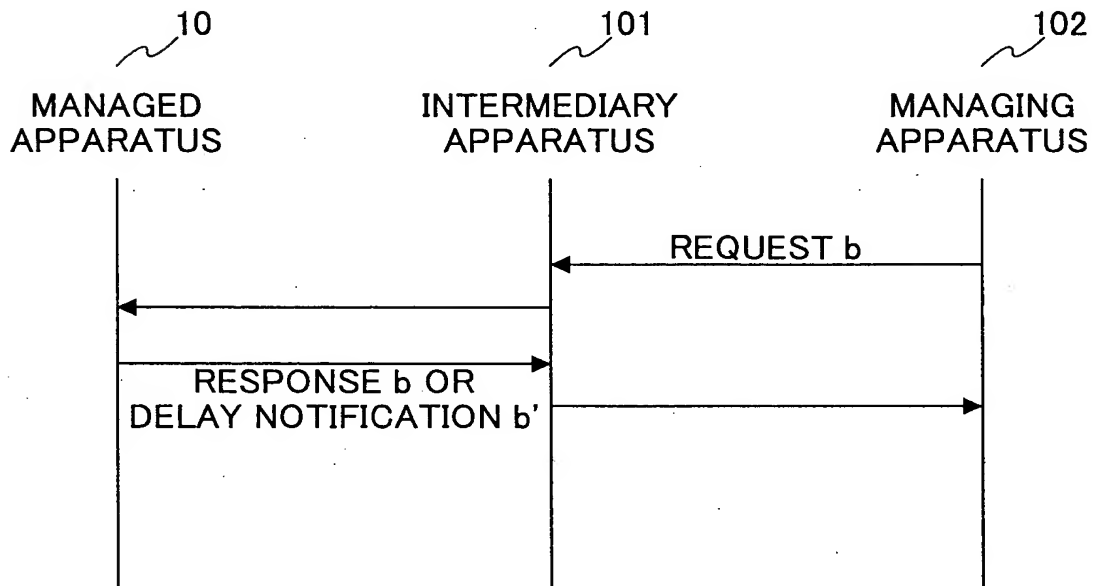 10
101
102
MANAGED
APPARATUS
INTERMEDIARY
APPARATUS
MANAGING
APPARATUS
REQUEST b
RESPONSE b OR
DELAY NOTIFICATION b'